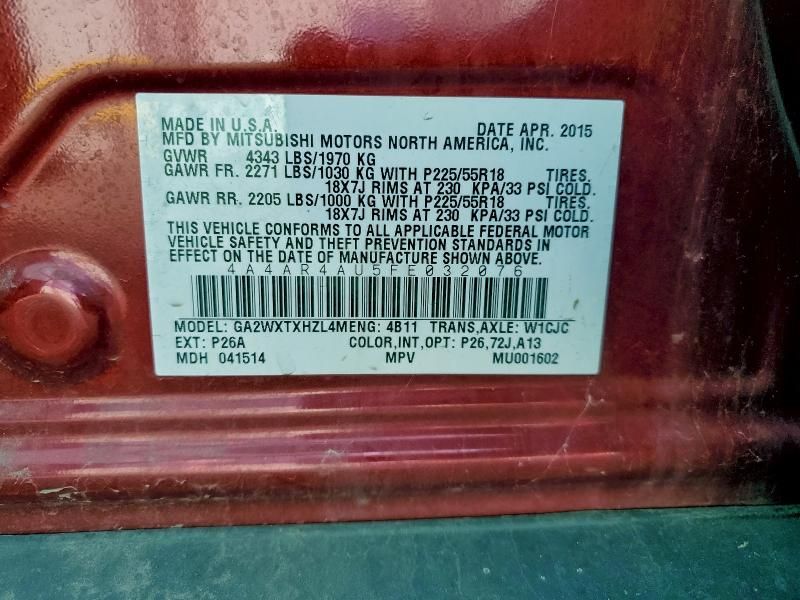 MADE IN U.S.A. DATE APR. 2015
MFD BY MITSUBISHI MOTORS NORTH AMERICA, INC.
GVWR 4343 LBS/1970 KG
GAWR FR. 2271 LBS/1030 KG WITH P225/55R18 TIRES.
18X7J RIMS AT 230 KPA/33 PSI COLD.
GAWR RR. 2205 LBS/1000 KG WITH P225/55R18 TIRES.
18X7J RIMS AT 230 KPA/33 PSI COLD.
THIS VEHICLE CONFORMS TO ALL APPLICABLE FEDERAL MOTOR
VEHICLE SAFETY AND THEFT PREVENTION STANDARDS IN
EFFECT ON THE DATE OF MANUFACTURE SHOWN ABOVE.
4A4AR4AU5FE032076
MODEL: GA2WXTXHZL4MENG: 4B11 TRANS,AXLE: W1CJC
EXT: P26A COLOR,INT,OPT: P26,72J,A13
MDH 041514 MPV MU001602